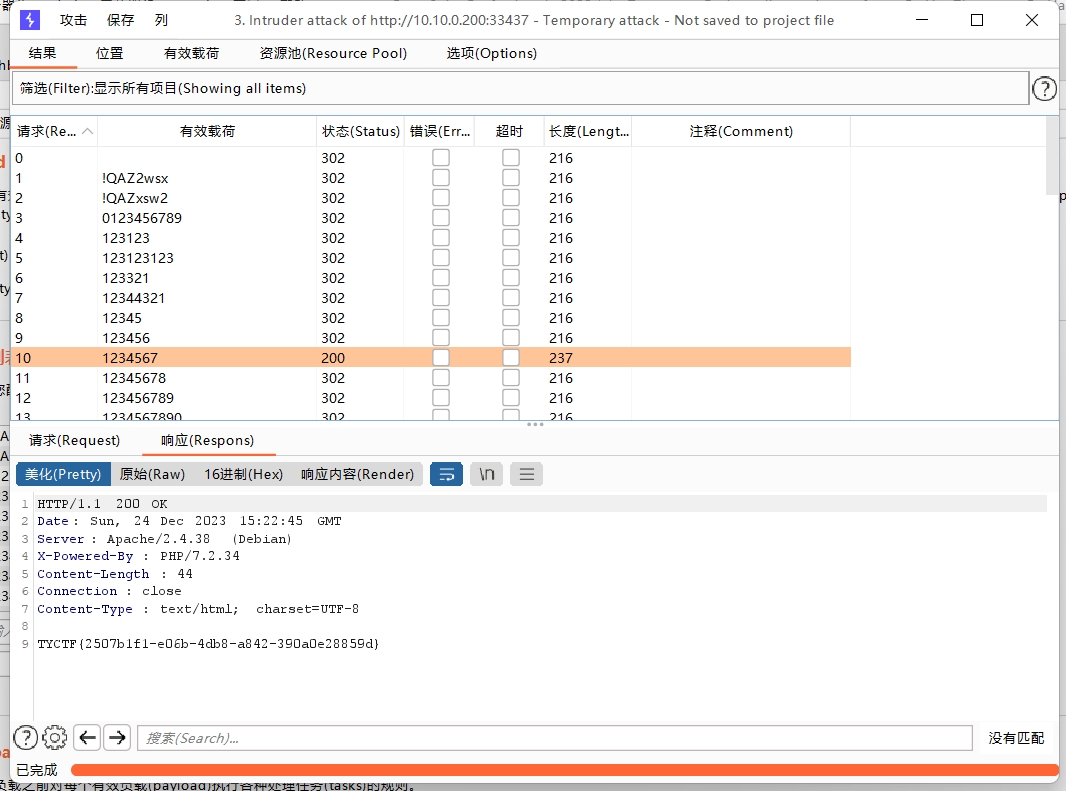 攻击 保存 列 3. Intruder attack of http://10.10.0.200:33437 - Temporary attack - Not saved to project file
结果 位置 有效载荷 资源池(Resource Pool) 选项(Options)
筛选(Filter):显示所有项目(Showing all items)
请求(Re... 有效载荷 状态(Status) 错误(Err... 超时 长度(Lengt... 注释(Comment)
0 302 216
1 !QAZ2wsx 302 216
2 !QAZxsw2 302 216
3 0123456789 302 216
4 123123 302 216
5 123123123 302 216
6 123321 302 216
7 12344321 302 216
8 12345 302 216
9 123456 302 216
10 1234567 200 237
11 12345678 302 216
12 123456789 302 216
13 1234567890 302 216
请求(Request) 响应(Respons)
美化(Pretty) 原始(Raw) 16进制(Hex) 响应内容(Render) \n
1 HTTP/1.1 200 OK
2 Date: Sun, 24 Dec 2023 15:22:45 GMT
3 Server : Apache/2.4.38 (Debian)
4 X-Powered-By : PHP/7.2.34
5 Content-Length : 44
6 Connection : close
7 Content-Type : text/html; charset=UTF-8
8
9 TYCTF{2507b1f1-e06b-4db8-a842-390a0e28859d}
搜索(Search)... 没有匹配
已完成
负载之前对每个有效负载(payload)执行各种处理任务(tasks)的规则。